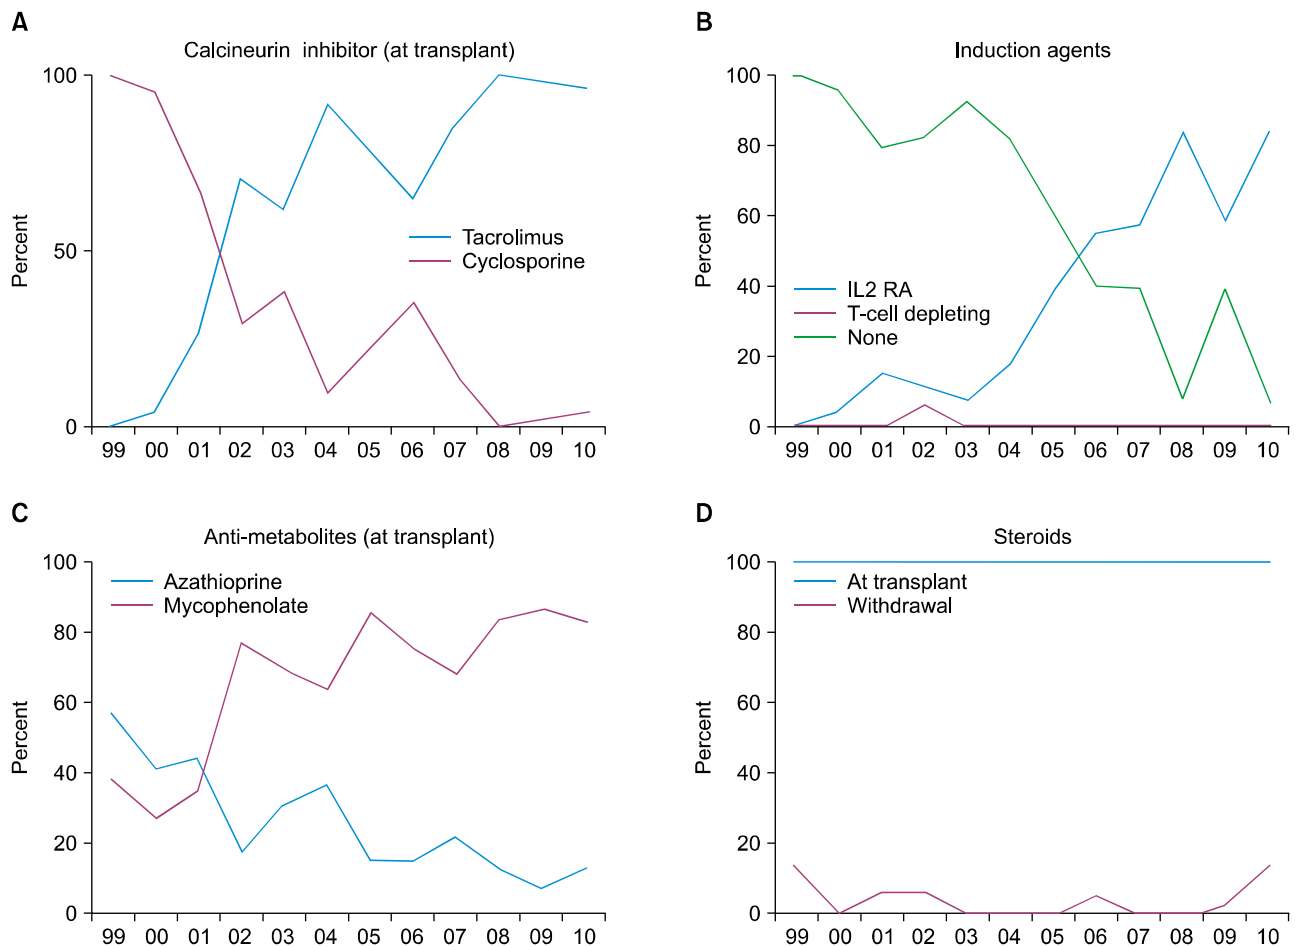 A
Calcineurin inhibitor (at transplant)
100
50
0
Percent
Tacrolimus
Cyclosporine
99 00 01 02 03 04 05 06 07 08 09 10
B
Induction agents
100
80
60
40
20
0
Percent
IL2 RA
T-cell depleting
None
99 00 01 02 03 04 05 06 07 08 09 10
C
Anti-metabolites (at transplant)
100
80
60
40
20
0
Percent
Azathioprine
Mycophenolate
99 00 01 02 03 04 05 06 07 08 09 10
D
Steroids
100
80
60
40
20
0
Percent
At transplant
Withdrawal
99 00 01 02 03 04 05 06 07 08 09 10